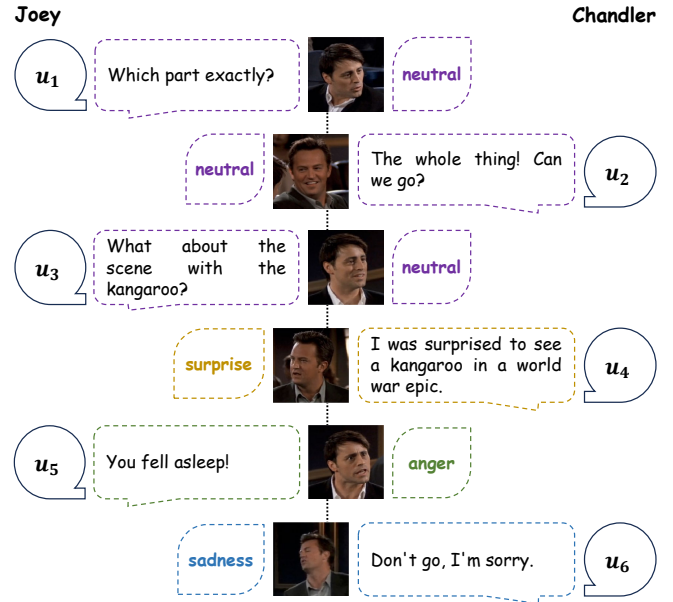 Joey
Chandler
u1
Which part exactly?
neutral
neutral
The whole thing! Can
we go?
u2
u3
What about the
scene with the
kangaroo?
neutral
surprise
I was surprised to see
a kangaroo in a world
war epic.
u4
u5
You fell asleep!
anger
sadness
Don't go, I'm sorry.
u6